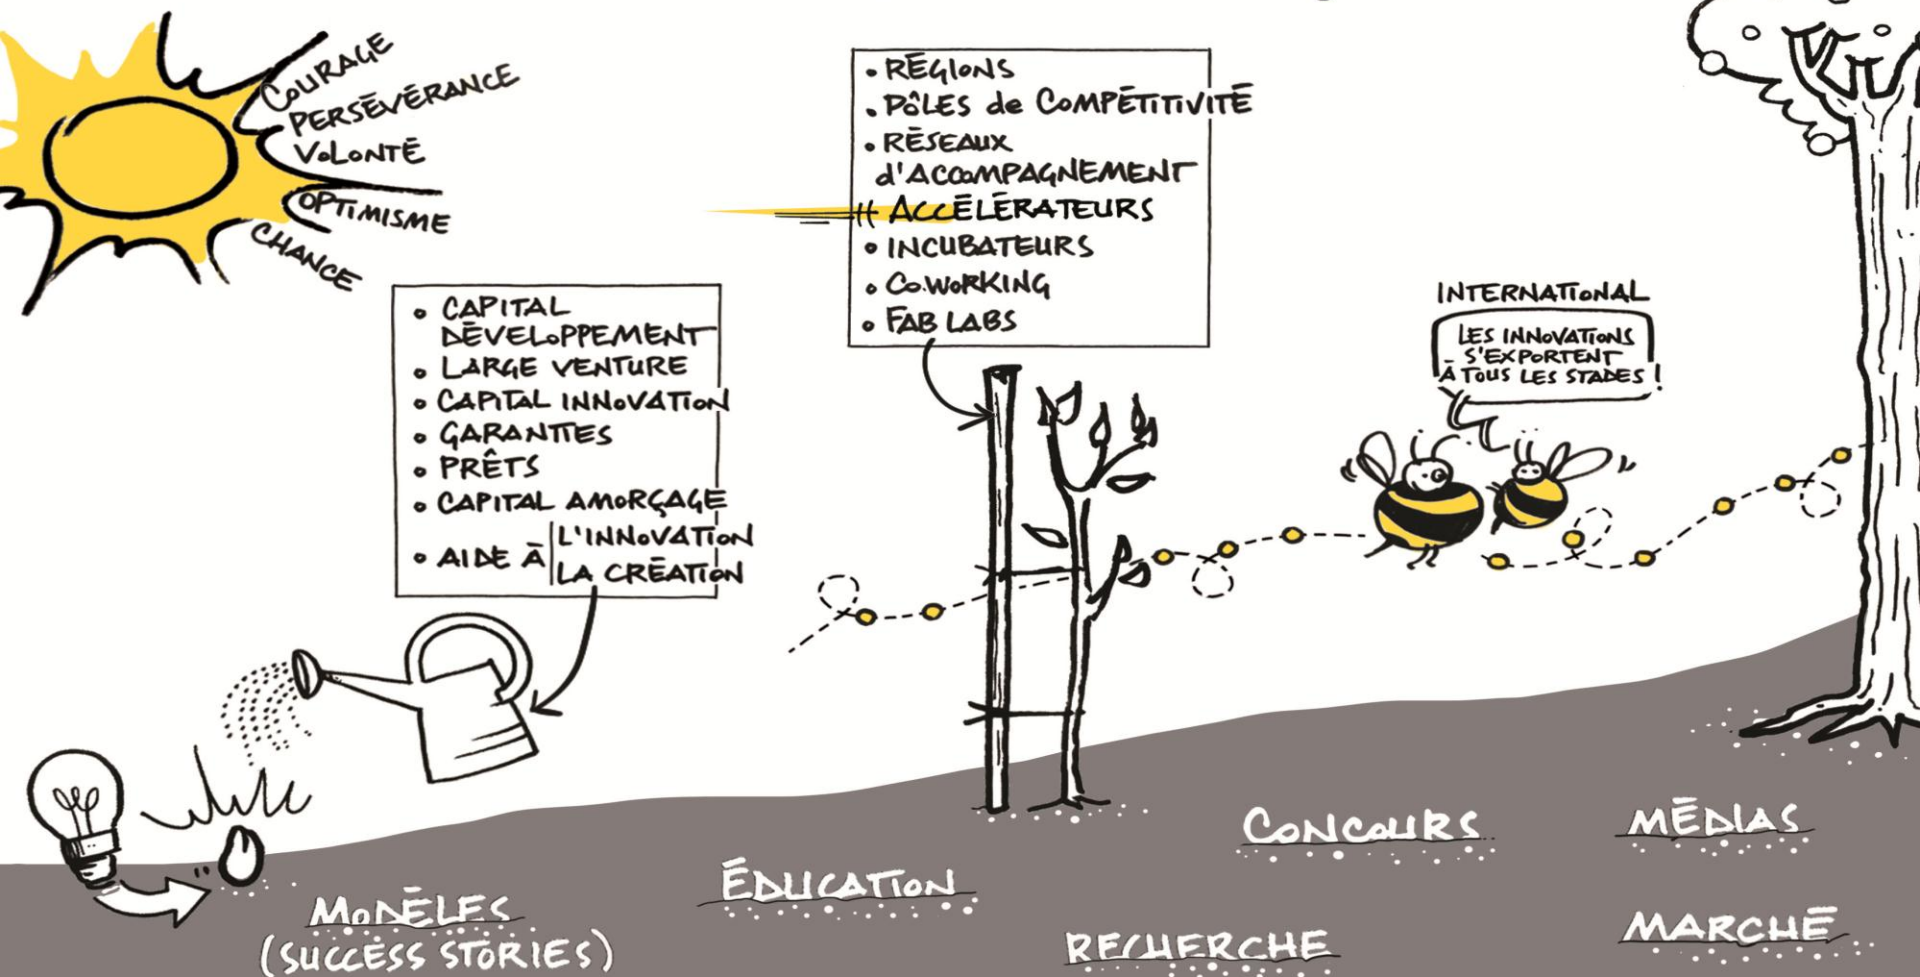 COURAGE
PERSÉVÉRANCE
VOLONTÉ
OPTIMISME
CHANCE
• CAPITAL
DÉVELOPPEMENT
• LARGE VENTURE
• CAPITAL INNOVATION
• GARANTIES
• PRÊTS
• CAPITAL AMORÇAGE
• AIDE À L'INNOVATION
LA CRÉATION
• RÉGIONS
• PÔLES de COMPÉTITIVITÉ
• RÉSEAUX
d'ACCOMPAGNEMENT
ACCÉLÉRATEURS
• INCUBATEURS
• CO.WORKING
• FAB LABS
INTERNATIONAL
LES INNOVATIONS
S'EXPORTENT
À TOUS LES STADES !
MODÈLES
(SUCCESS STORIES)
ÉDUCATION
RECHERCHE
CONCOURS
MÉDIAS
MARCHÉ